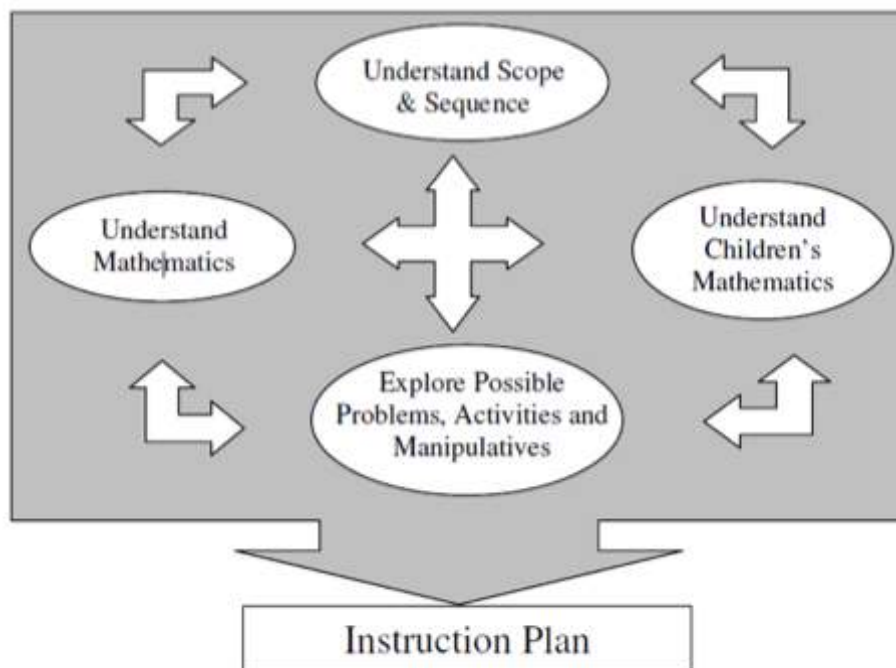 Understand Scope
& Sequence
Understand
Mathematics
Understand
Children's
Mathematics
Explore Possible
Problems, Activities and
Manipulatives
Instruction Plan